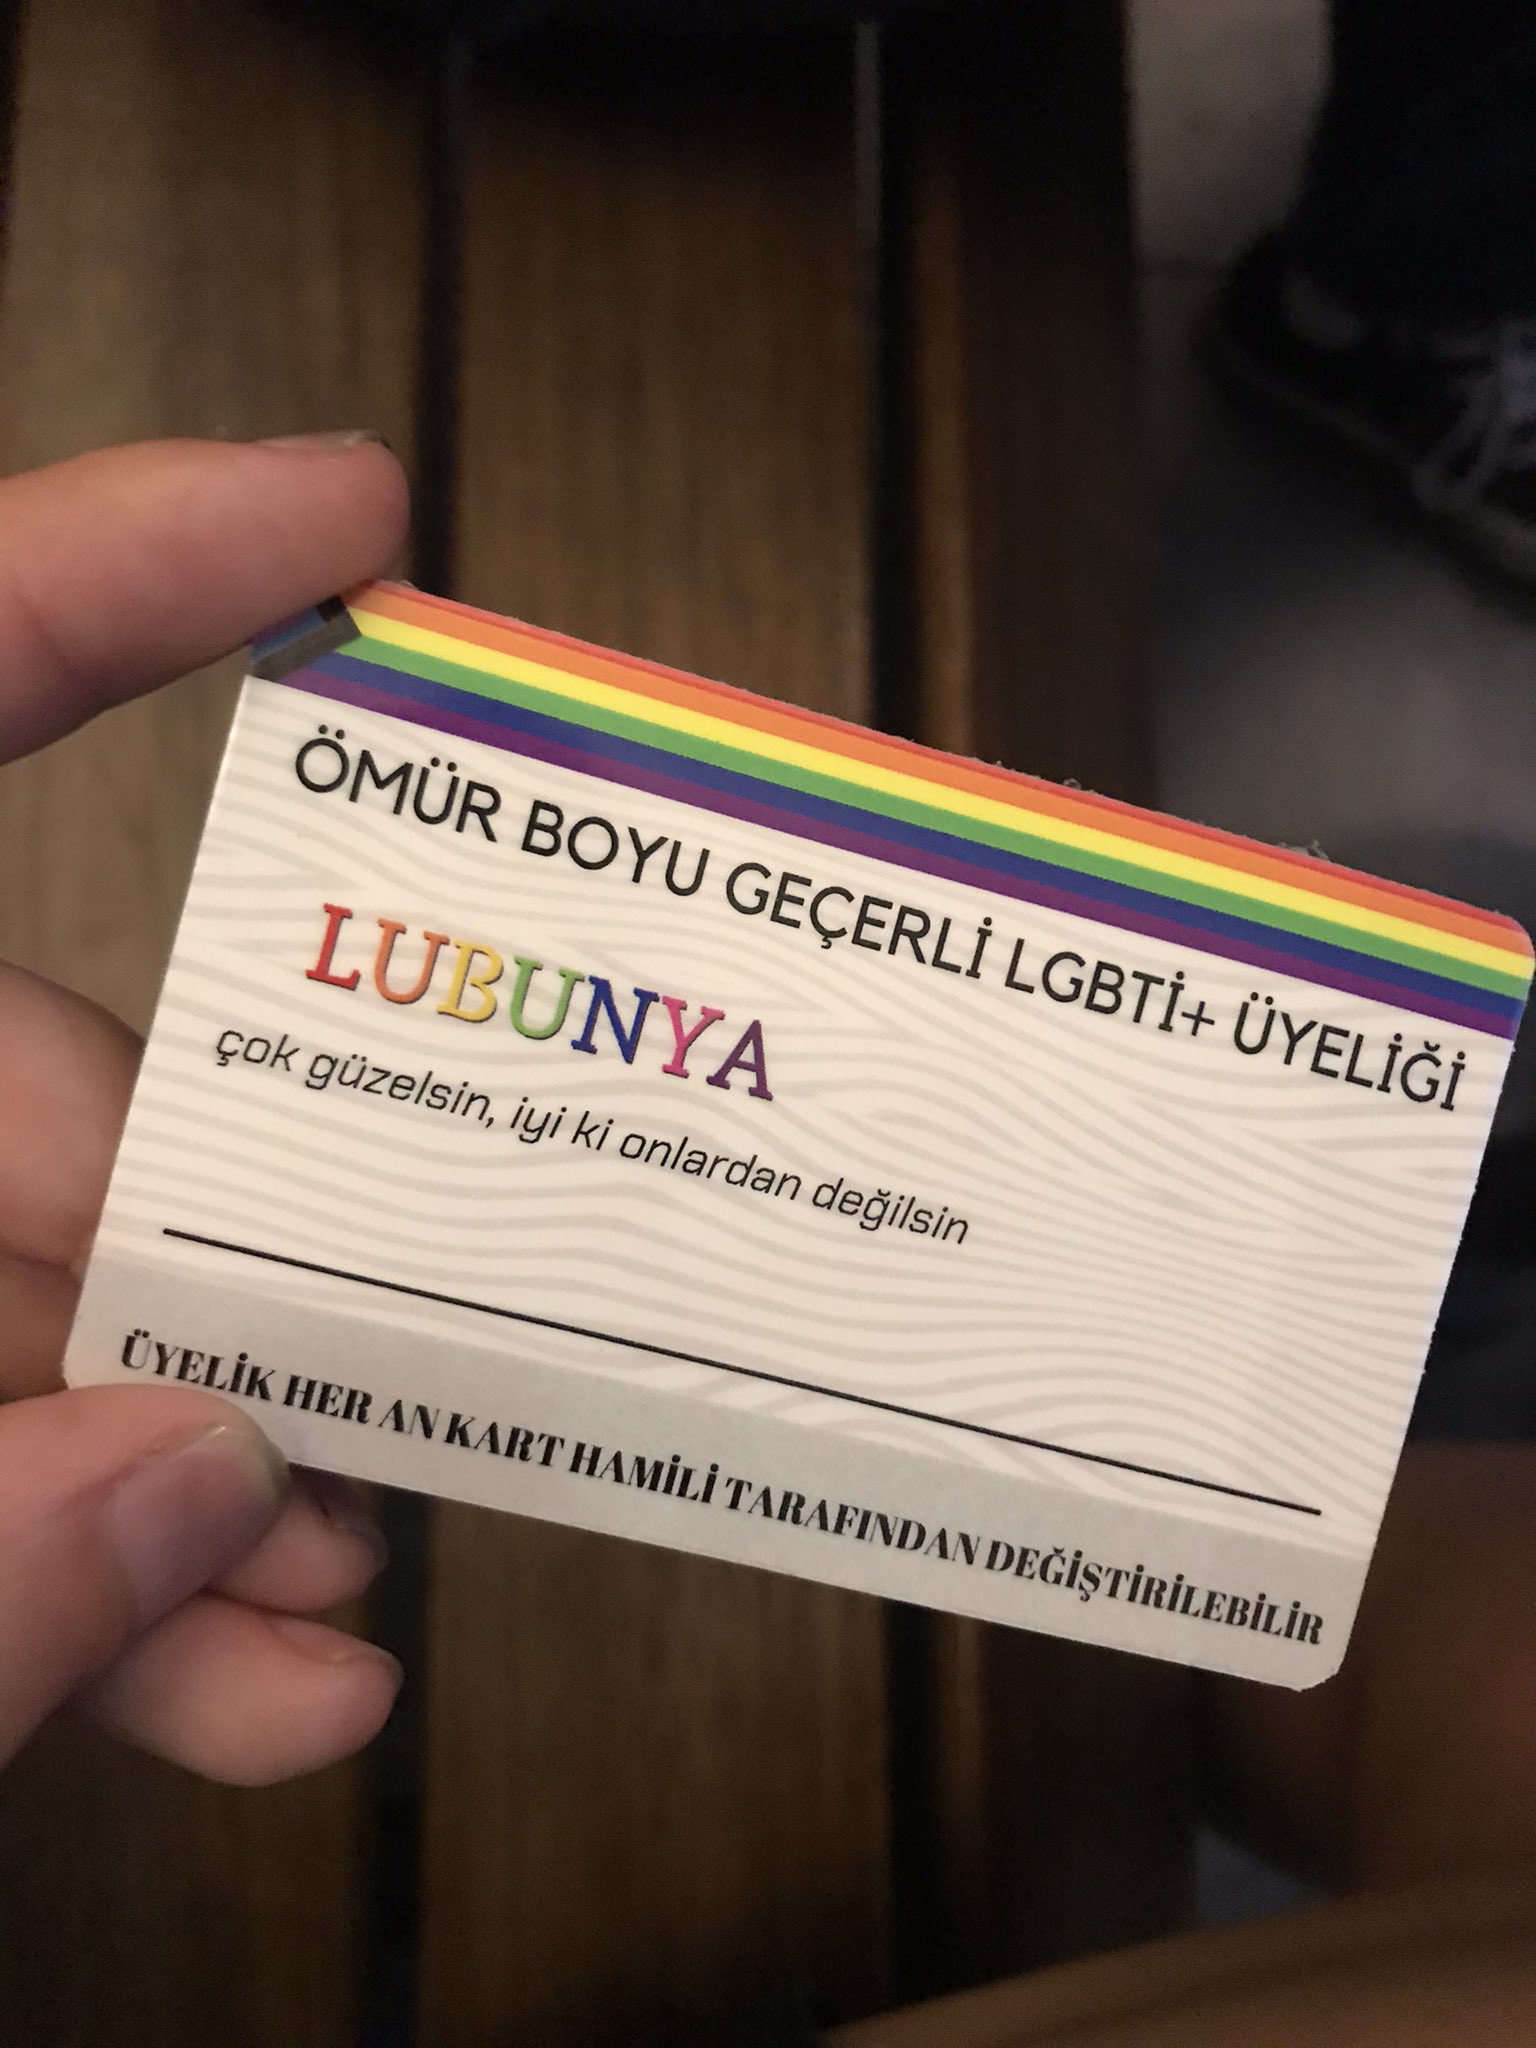 ÖMÜR BOYU GEÇERLİ LGBTİ+ ÜYELİĞİ
LUBUNYA
çok güzelsin, iyi ki onlardan değilsin
ÜYELİK HER AN KART HAMİLİ TARAFINDAN DEĞİŞTİRİLEBİLİR